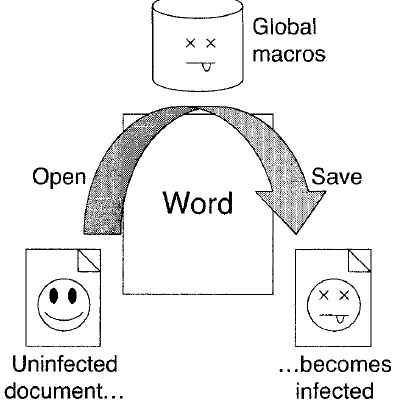 Global
macros
Open
Save
Word
Uninfected
document...
...becomes
infected